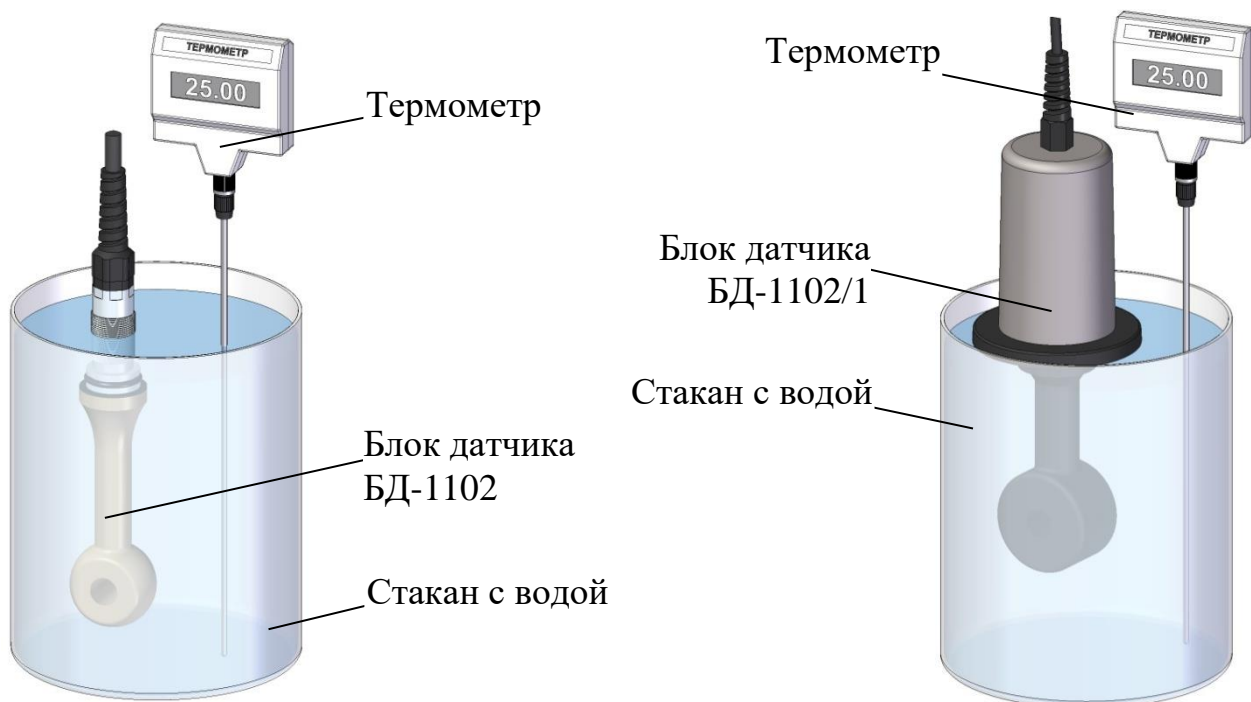 ТЕРМОМЕТР
25.00
Термометр
Блок датчика
БД-1102
Стакан с водой
Термометр
ТЕРМОМЕТР
25.00
Блок датчика
БД-1102/1
Стакан с водой